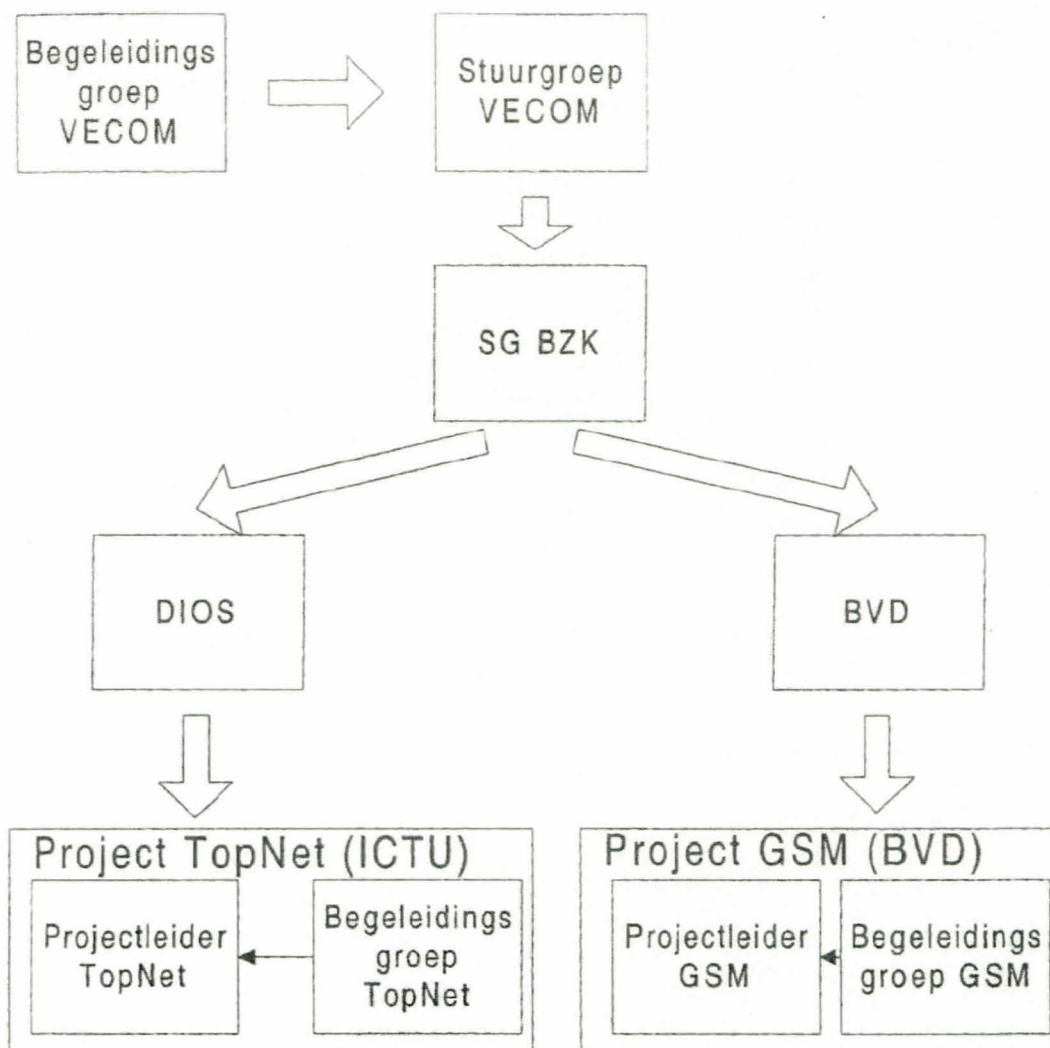 Begeleidings
groep
VECOM
Stuurgroep
VECOM
SG BZK
DIOS
BVD
Project TopNet (ICTU)
Projectleider
TopNet
Begeleidings
groep
TopNet
Project GSM (BVD)
Projectleider
GSM
Begeleidings
groep GSM